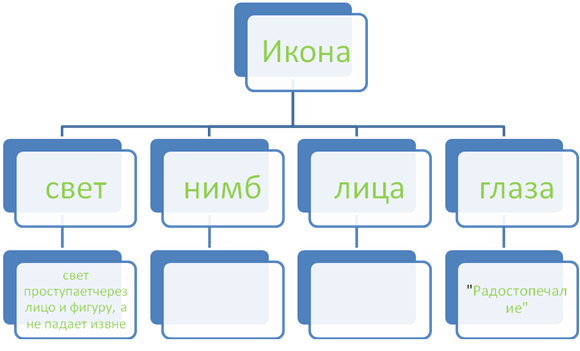 Икона
свет
нимб
лица
глаза
свет
проступаетчерез
лицо и фигуру, а
не падает извне
"Радостопечал
ие"